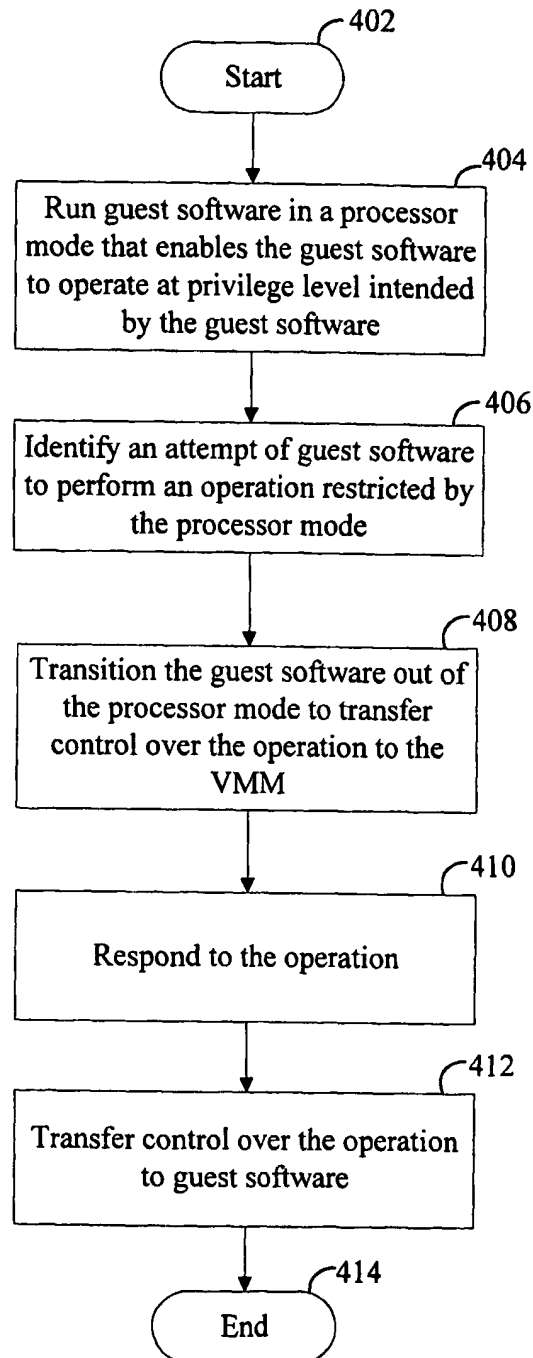 402
Start
404
Run guest software in a processor
mode that enables the guest software
to operate at privilege level intended
by the guest software
406
Identify an attempt of guest software
to perform an operation restricted by
the processor mode
408
Transition the guest software out of
the processor mode to transfer
control over the operation to the
VMM
410
Respond to the operation
412
Transfer control over the operation
to guest software
414
End